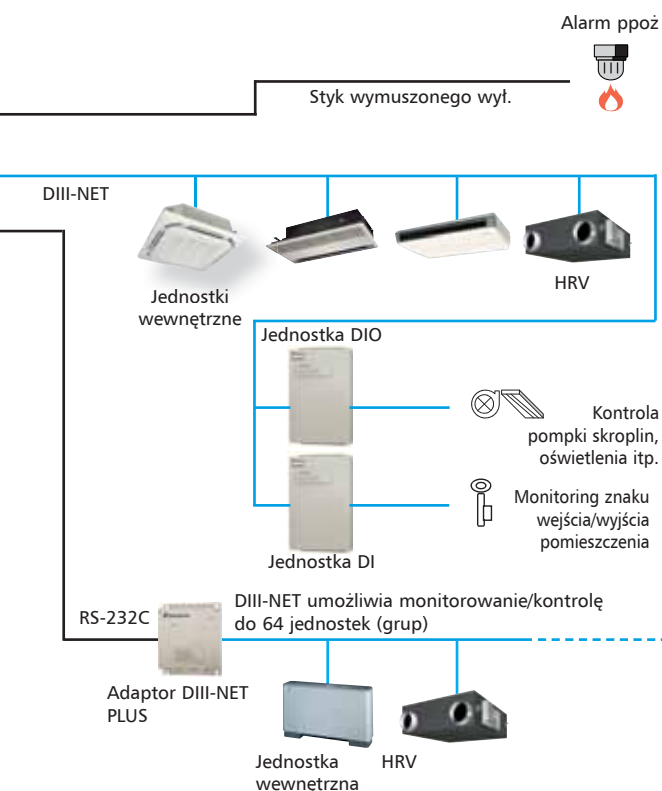 Alarm ppoż
Styk wymuszonego wył.
DIII-NET
Jednostki
wewnętrzne
HRV
Jednostka DIO
Kontrola
pompki skroplin,
oświetlenia itp.
Monitoring znaku
wejścia/wyjścia
pomieszczenia
Jednostka DI
RS-232C
DIII-NET umożliwia monitorowanie/kontrolę
do 64 jednostek (grup)
Adaptor DIII-NET
PLUS
Jednostka
wewnętrzna
HRV